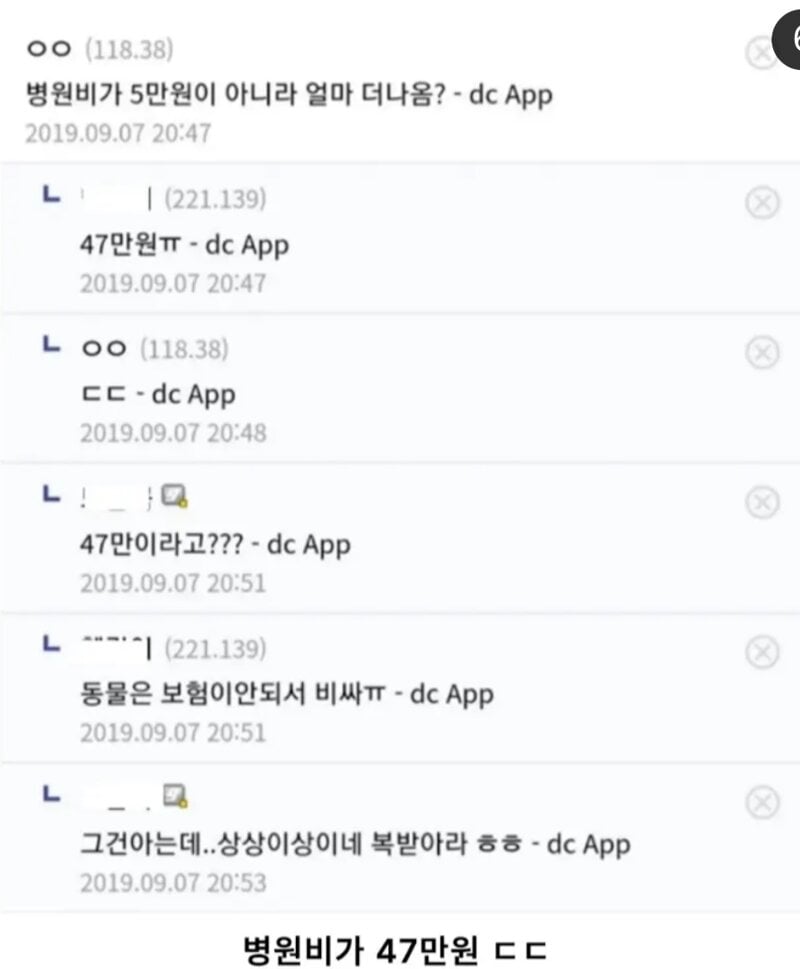 ㅇㅇ (118.38)
병원비가 5만원이 아니라 얼마 더나옴? - dc App
2019.09.07 20:47
ㄴ (221.139)
47만원ㅠ - dc App
2019.09.07 20:47
ㄴ ㅇㅇ (118.38)
ㄷㄷ - dc App
2019.09.07 20:48
ㄴ
47만이라고??? - dc App
2019.09.07 20:51
ㄴ (221.139)
동물은 보험이안되서 비싸ㅠ - dc App
2019.09.07 20:51
ㄴ
그건아는데..상상이상이네 복받아라 ㅎㅎ - dc App
2019.09.07 20:53
병원비가 47만원 ㄷㄷ